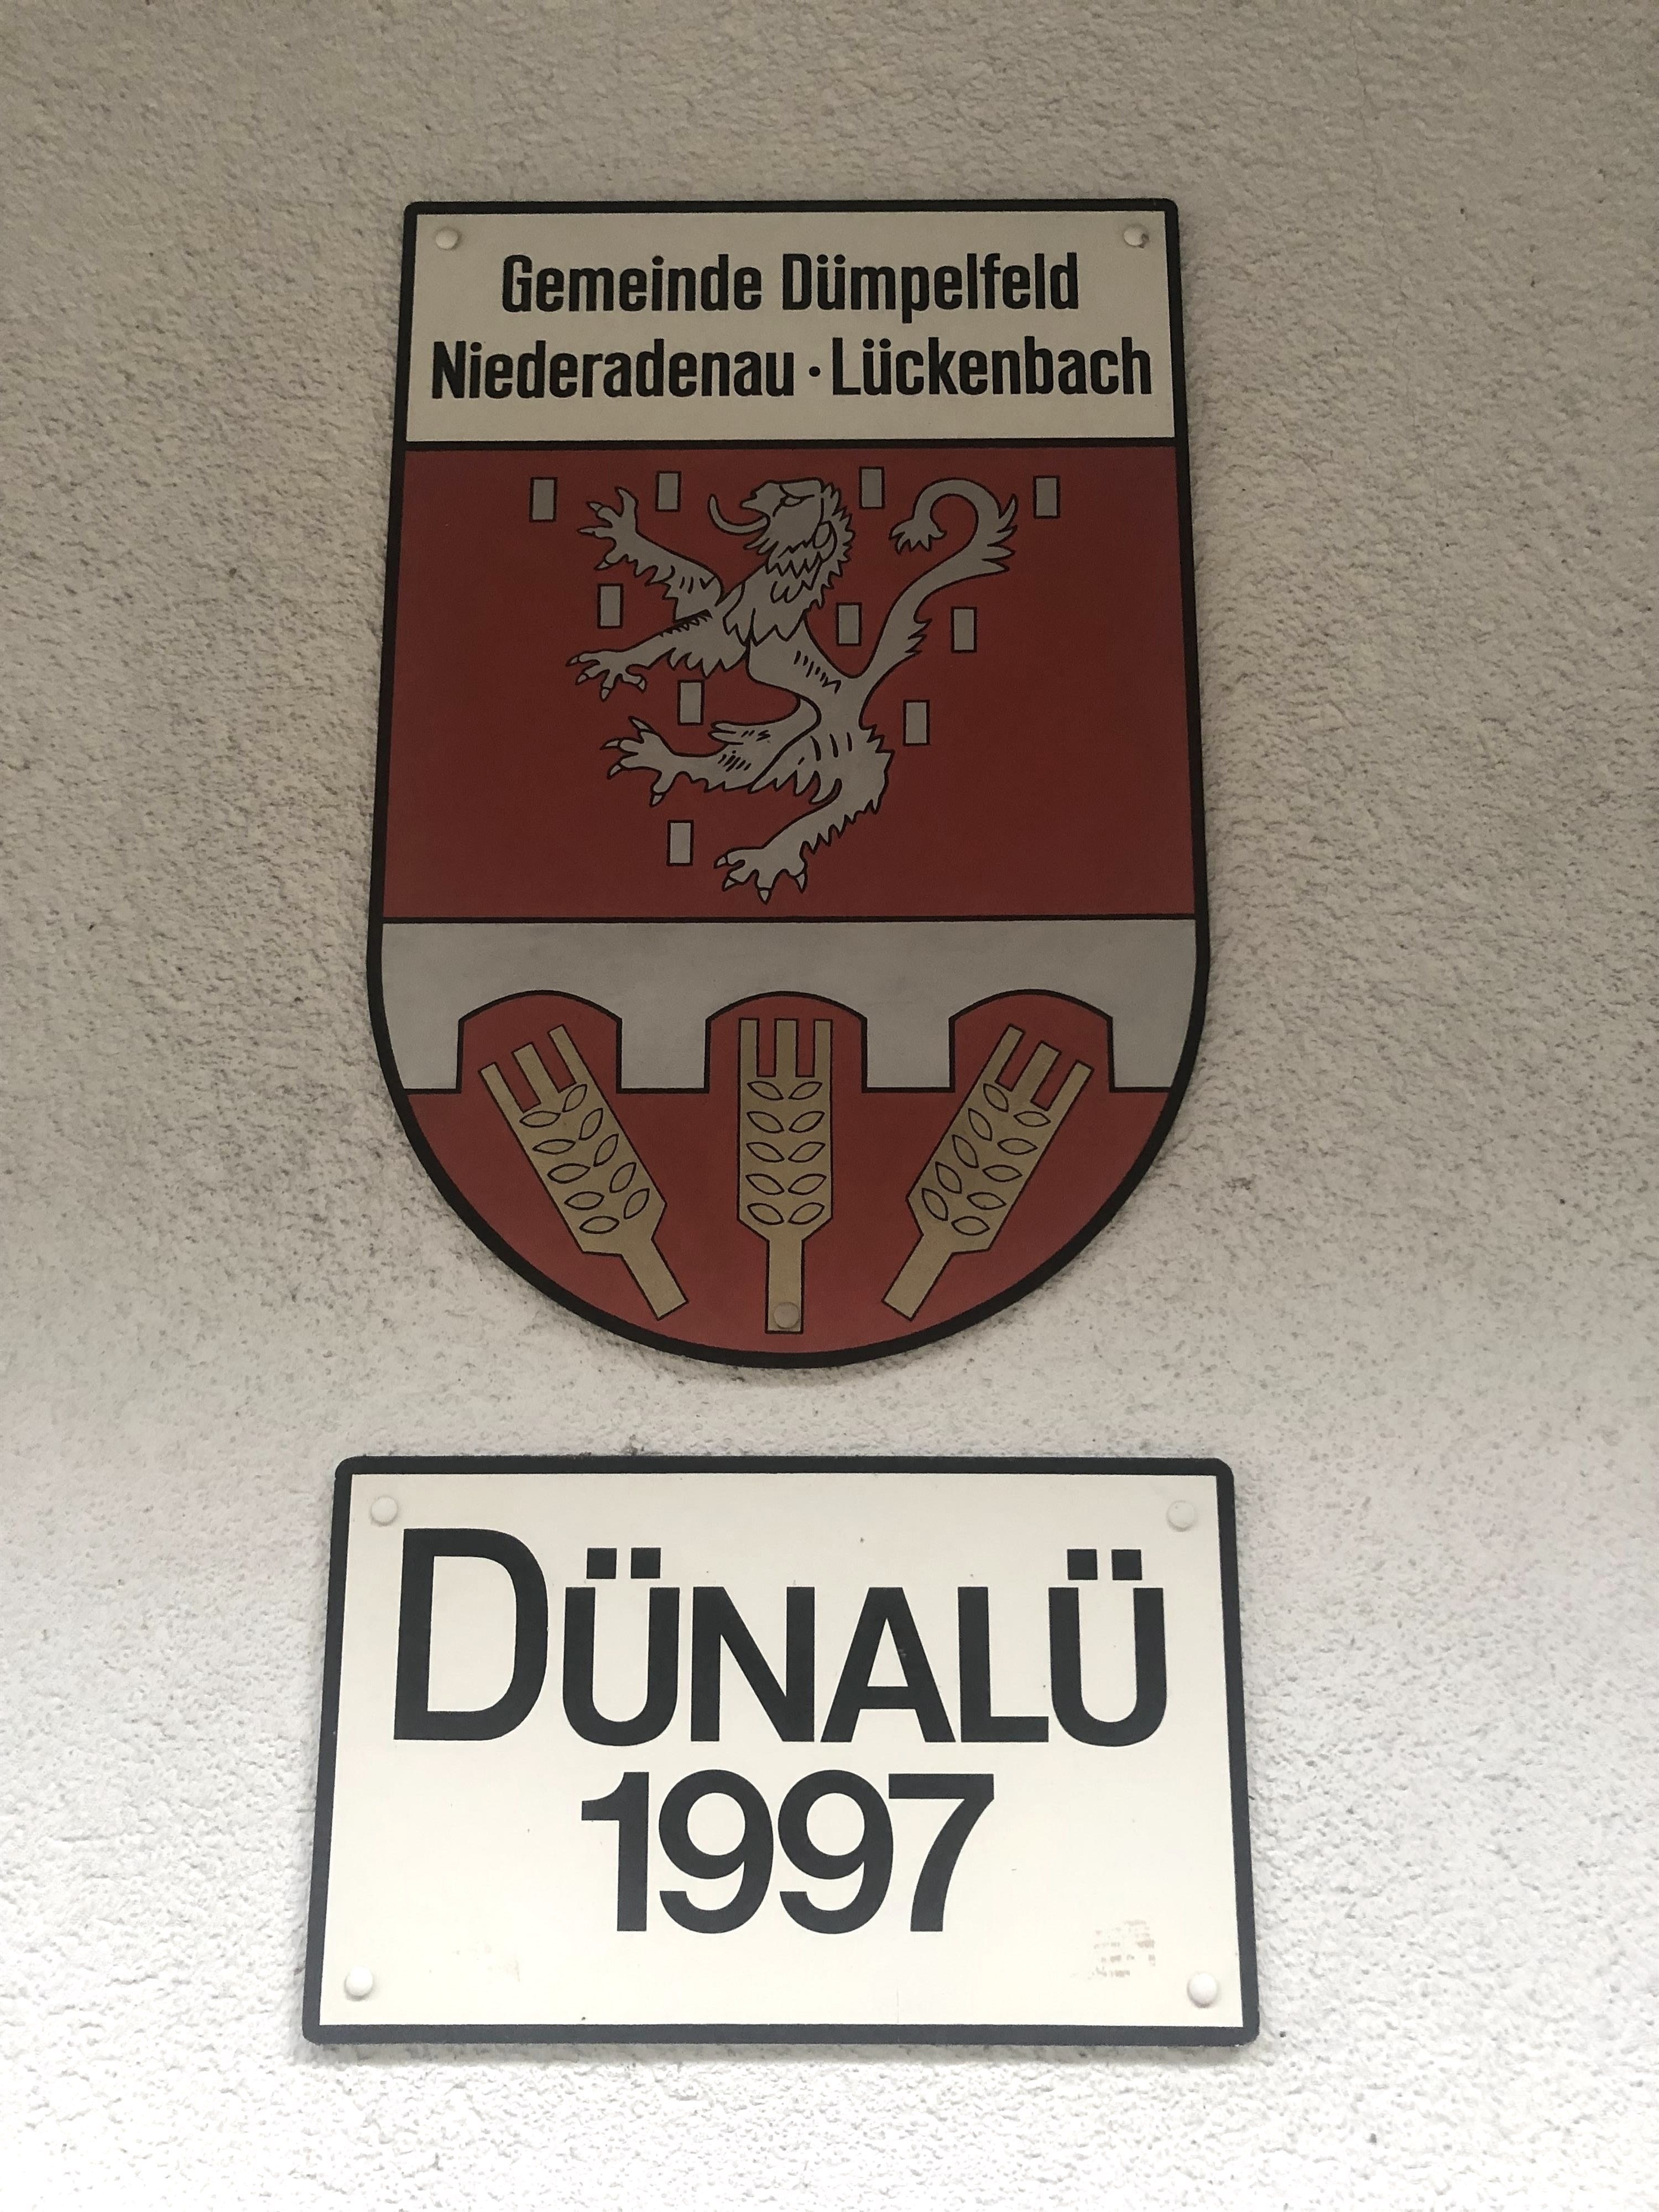 Gemeinde Dümpelfeld
Niederadenau · Lückenbach
DÜNALÜ
1997